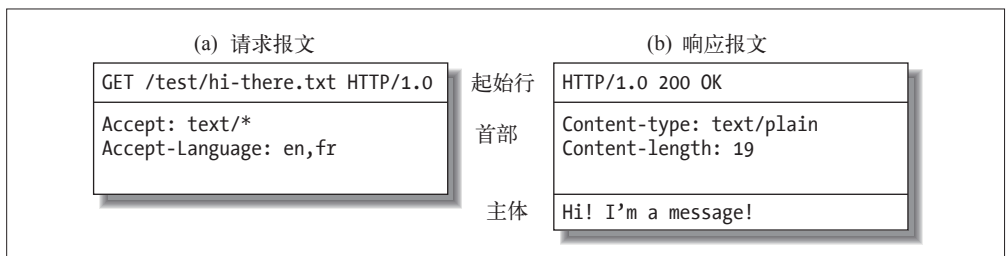 (a) 请求报文
GET /test/hi-there.txt HTTP/1.0
Accept: text/*
Accept-Language: en,fr
起始行
首部
主体
(b) 响应报文
HTTP/1.0 200 OK
Content-type: text/plain
Content-length: 19
Hi! I'm a message!